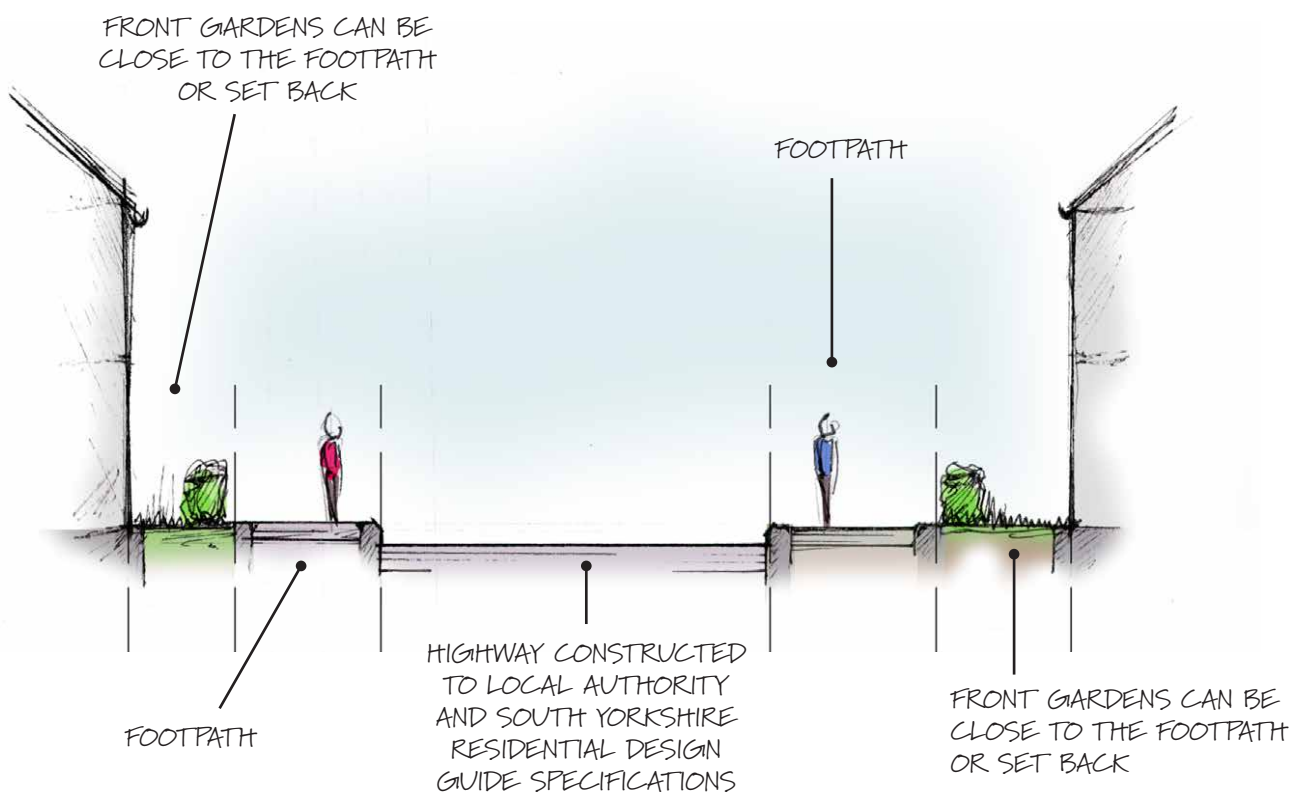 FRONT GARDENS CAN BE
CLOSE TO THE FOOTPATH
OR SET BACK
FOOTPATH
FOOTPATH
HIGHWAY CONSTRUCTED
TO LOCAL AUTHORITY
AND SOUTH YORKSHIRE
RESIDENTIAL DESIGN
GUIDE SPECIFICATIONS
FRONT GARDENS CAN BE
CLOSE TO THE FOOTPATH
OR SET BACK